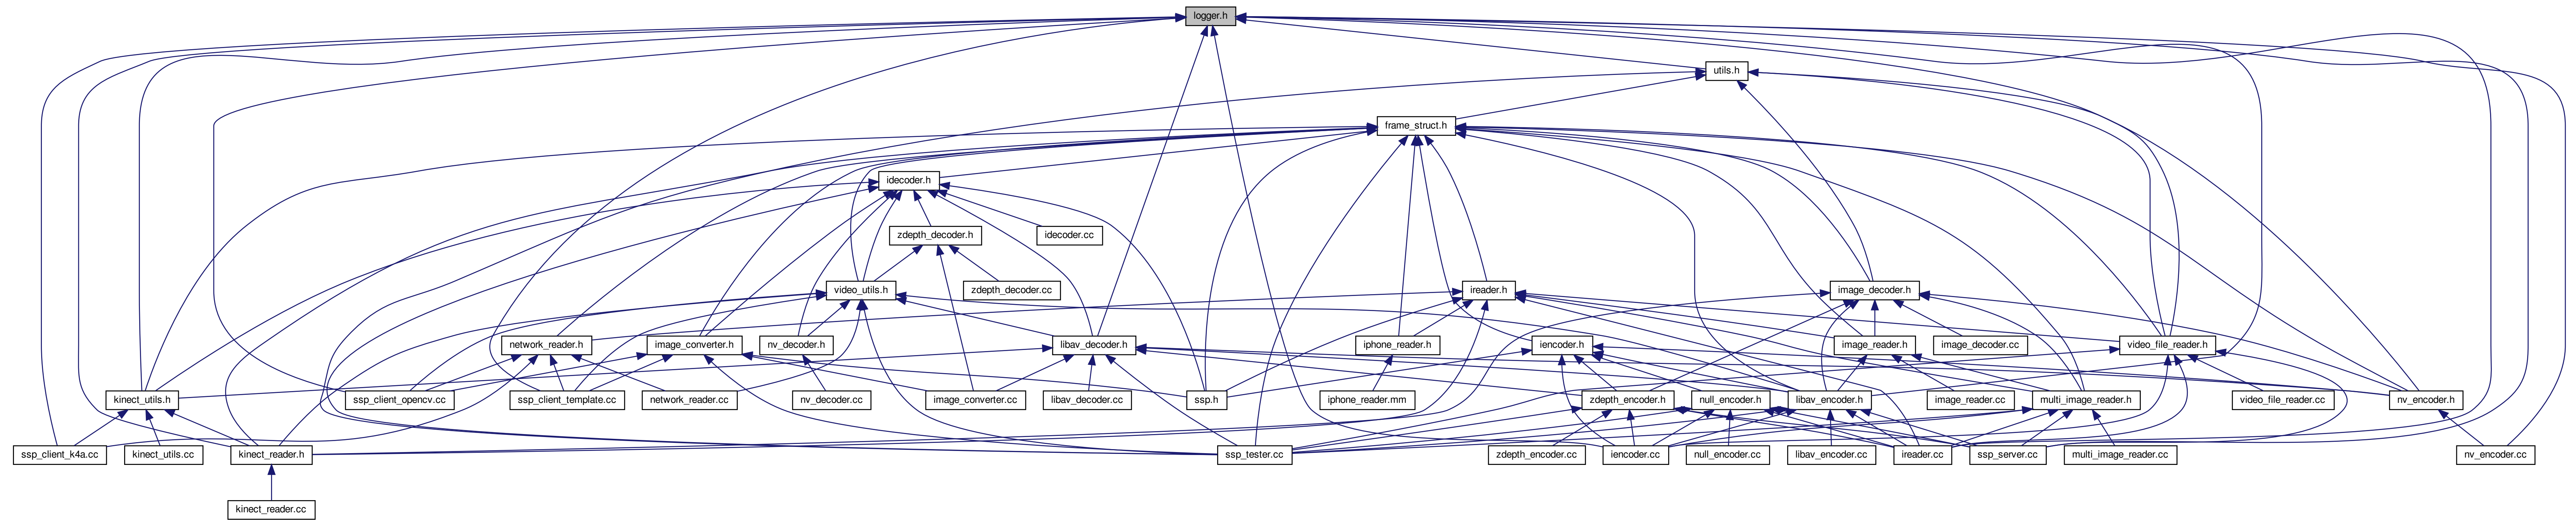 logger.h
utils.h
frame_struct.h
idecoder.h
zdepth_decoder.h
idecoder.cc
video_utils.h
zdepth_decoder.cc
ireader.h
image_decoder.h
network_reader.h
image_converter.h
nv_decoder.h
libav_decoder.h
iphone_reader.h
iencoder.h
image_reader.h
image_decoder.cc
video_file_reader.h
kinect_utils.h
ssp_client_opencv.cc
ssp_client_template.cc
network_reader.cc
nv_decoder.cc
image_converter.cc
libav_decoder.cc
ssp.h
iphone_reader.mm
zdepth_encoder.h
null_encoder.h
libav_encoder.h
image_reader.cc
multi_image_reader.h
video_file_reader.cc
nv_encoder.h
ssp_client_k4a.cc
kinect_utils.cc
kinect_reader.h
ssp_tester.cc
zdepth_encoder.cc
iencoder.cc
null_encoder.cc
libav_encoder.cc
ireader.cc
ssp_server.cc
multi_image_reader.cc
nv_encoder.cc
kinect_reader.cc